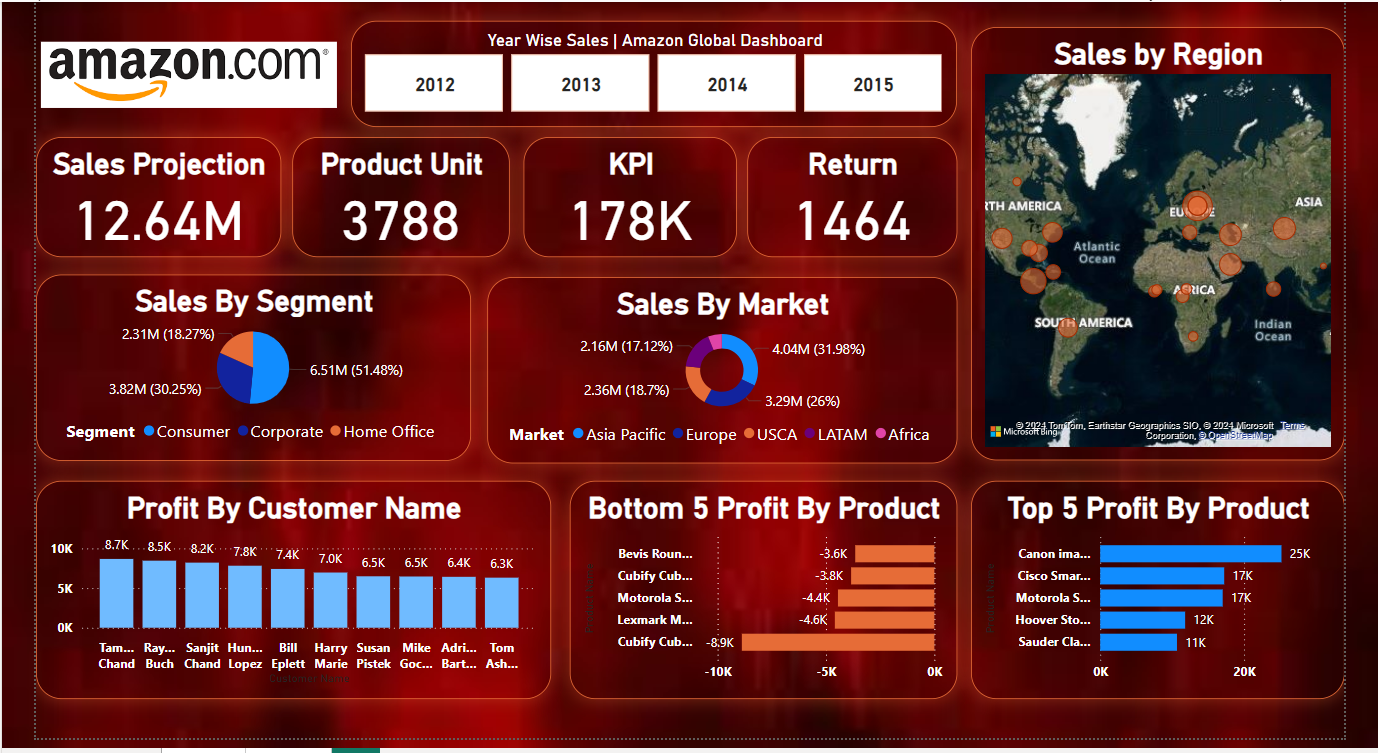 amazon.com®
Year Wise Sales | Amazon Global Dashboard
2012
2013
2014
2015
Sales by Region
RTH AMERICA
EUROPE
ASIA
Atlantic
Ocean
AFRICA
SOUTH AMERICA
Indian
Ocean
© 2024 TomTom, Earthstar Geographics SIO, © 2024 Microsoft Terms
Corporation, © OpenStreetMap
Microsoft Bing
Sales Projection
12.64M
Product Unit
3788
KPI
178K
Return
1464
Sales By Segment
2.31M (18.27%)
6.51M (51.48%)
3.82M (30.25%)
Segment Consumer Corporate Home Office
Sales By Market
2.16M (17.12%)
4.04M (31.98%)
2.36M (18.7%)
3.29M (26%)
Market Asia Pacific Europe USCA LATAM Africa
Profit By Customer Name
10K
5K
0K
8.7K 8.5K 8.2K 7.8K 7.4K 7.0K 6.5K 6.5K 6.4K 6.3K
Tam... Ray... Sanjit Hun... Bill Harry Susan Mike Adri... Tom
Chand Buch Chand Lopez Eplett Marie Pistek Goc... Bart... Ash...
Customer Name
Bottom 5 Profit By Product
Product Name
Bevis Roun... -3.6K
Cubify Cub... -3.8K
Motorola S... -4.4K
Lexmark M... -4.6K
Cubify Cub... -8.9K
-10K -5K 0K
Top 5 Profit By Product
Product Name
Canon ima... 25K
Cisco Smar... 17K
Motorola S... 17K
Hoover Sto... 12K
Sauder Cla... 11K
0K 20K